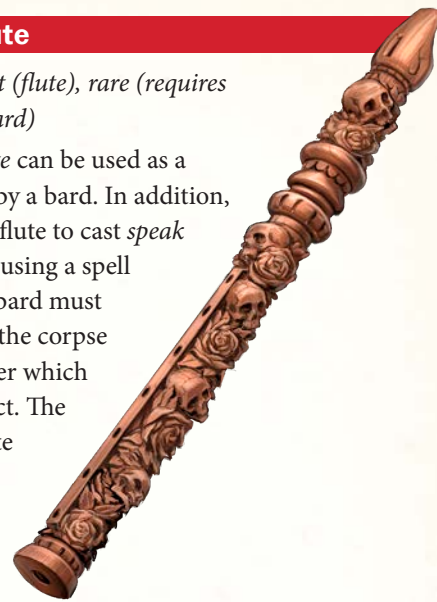 ute
t (flute), rare (requires
ard)
e can be used as a
by a bard. In addition,
flute to cast speak
using a spell
bard must
the corpse
er which
ct. The
te